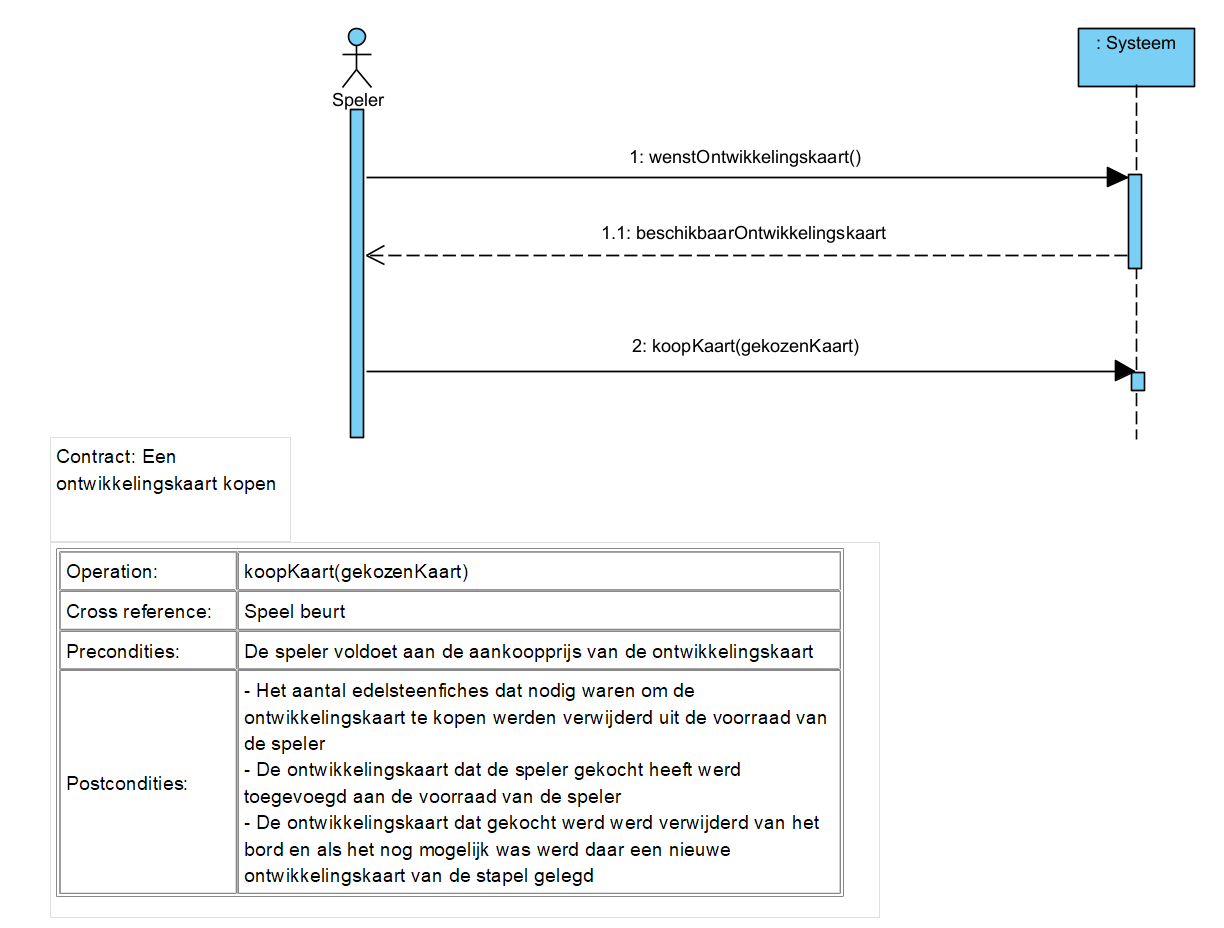 : Systeem
Speler
1: wenstOntwikkelingskaart()
1.1: beschikbaarOntwikkelingskaart
2: koopKaart(gekozenKaart)
Contract: Een
ontwikkelingskaart kopen
Operation:
koopKaart(gekozenKaart)
Cross reference:
Speel beurt
Precondities:
De speler voldoet aan de aankoopprijs van de ontwikkelingskaart
Postcondities:
- Het aantal edelsteenfiches dat nodig waren om de
ontwikkelingskaart te kopen werden verwijderd uit de voorraad van
de speler
- De ontwikkelingskaart dat de speler gekocht heeft werd
toegevoegd aan de voorraad van de speler
- De ontwikkelingskaart dat gekocht werd werd verwijderd van het
bord en als het nog mogelijk was werd daar een nieuwe
ontwikkelingskaart van de stapel gelegd